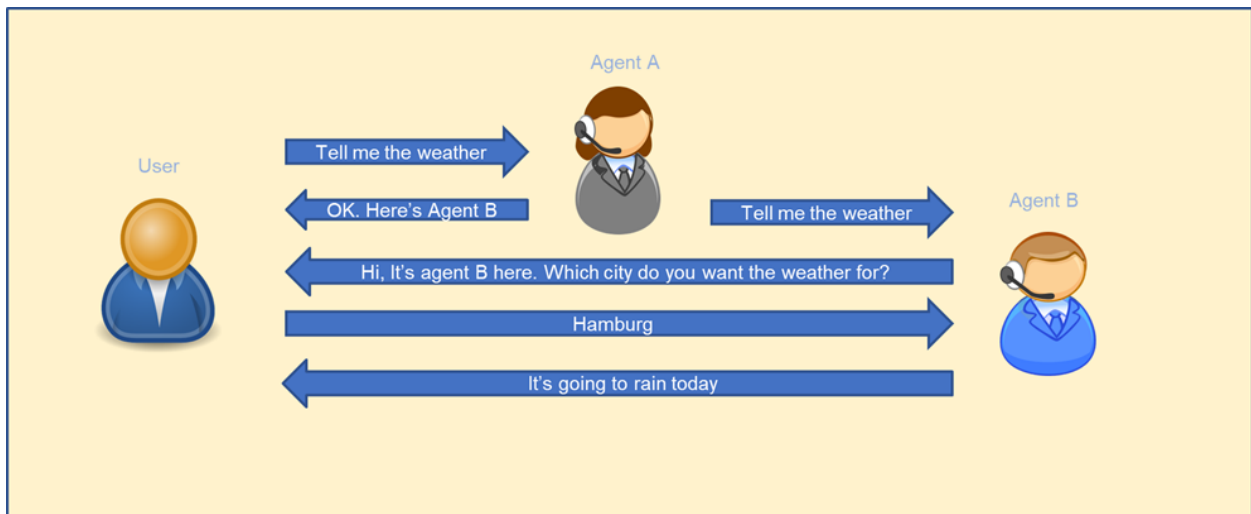 Agent A
Tell me the weather
User
OK. Here's Agent B
Tell me the weather
Agent B
Hi, It's agent B here. Which city do you want the weather for?
Hamburg
It's going to rain today